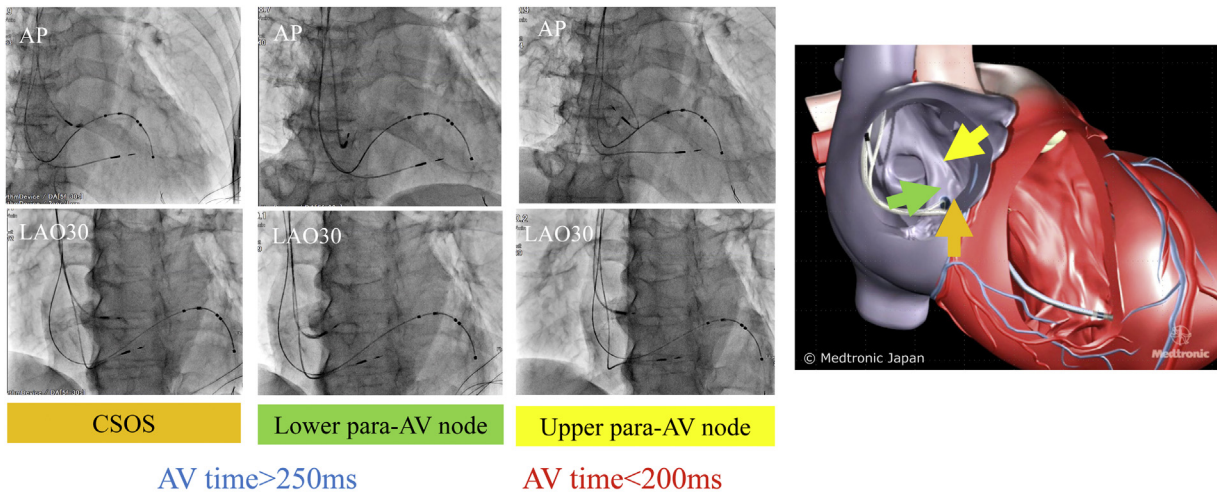 AP
AP
AP
LAO30
LAO30
LAO30
CSOS
Lower para-AV node
Upper para-AV node
AV time>250ms
AV time<200ms
© Medtronic Japan
Medtronic